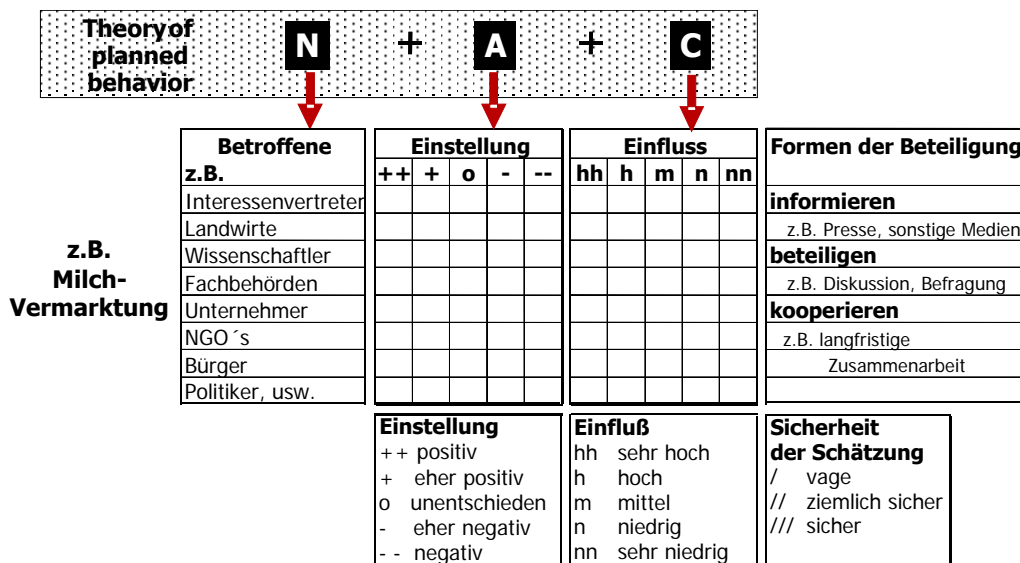 Theory of
planned
behavior
N + A + C
Betroffene
z.B.
Einstellung
++ + o - --
Einfluss
hh h m n nn
Formen der Beteiligung
z.B.
Milch-
Vermarktung
Interessenvertreter
Landwirte
Wissenschaftler
Fachbehörden
Unternehmer
NGO´s
Bürger
Politiker, usw.
informieren
z.B. Presse, sonstige Medien
beteiligen
z.B. Diskussion, Befragung
kooperieren
z.B. langfristige
Zusammenarbeit
Einstellung
++ positiv
+ eher positiv
o unentschieden
- eher negativ
-- negativ
Einfluß
hh sehr hoch
h hoch
m mittel
n niedrig
nn sehr niedrig
Sicherheit
der Schätzung
/ vage
// ziemlich sicher
/// sicher